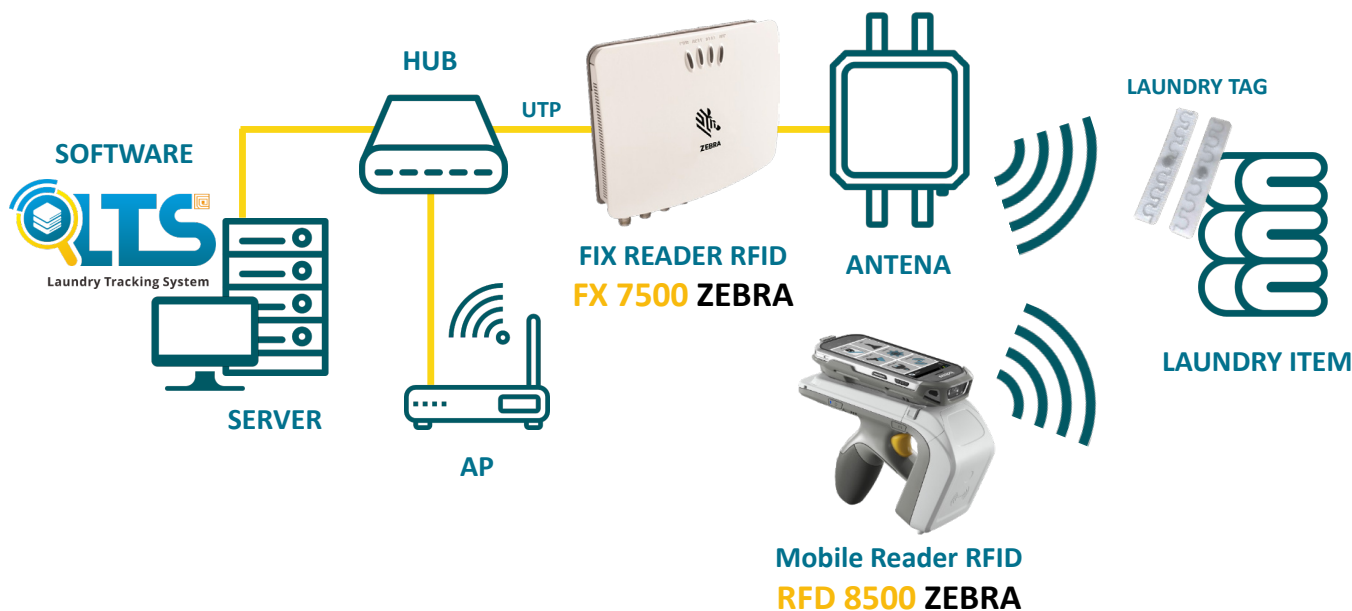 HUB
UTP
ZEBRA
LAUNDRY TAG
SOFTWARE
LTS
Laundry Tracking System
SERVER
AP
FIX READER RFID
FX 7500 ZEBRA
ANTENA
LAUNDRY ITEM
Mobile Reader RFID
RFD 8500 ZEBRA